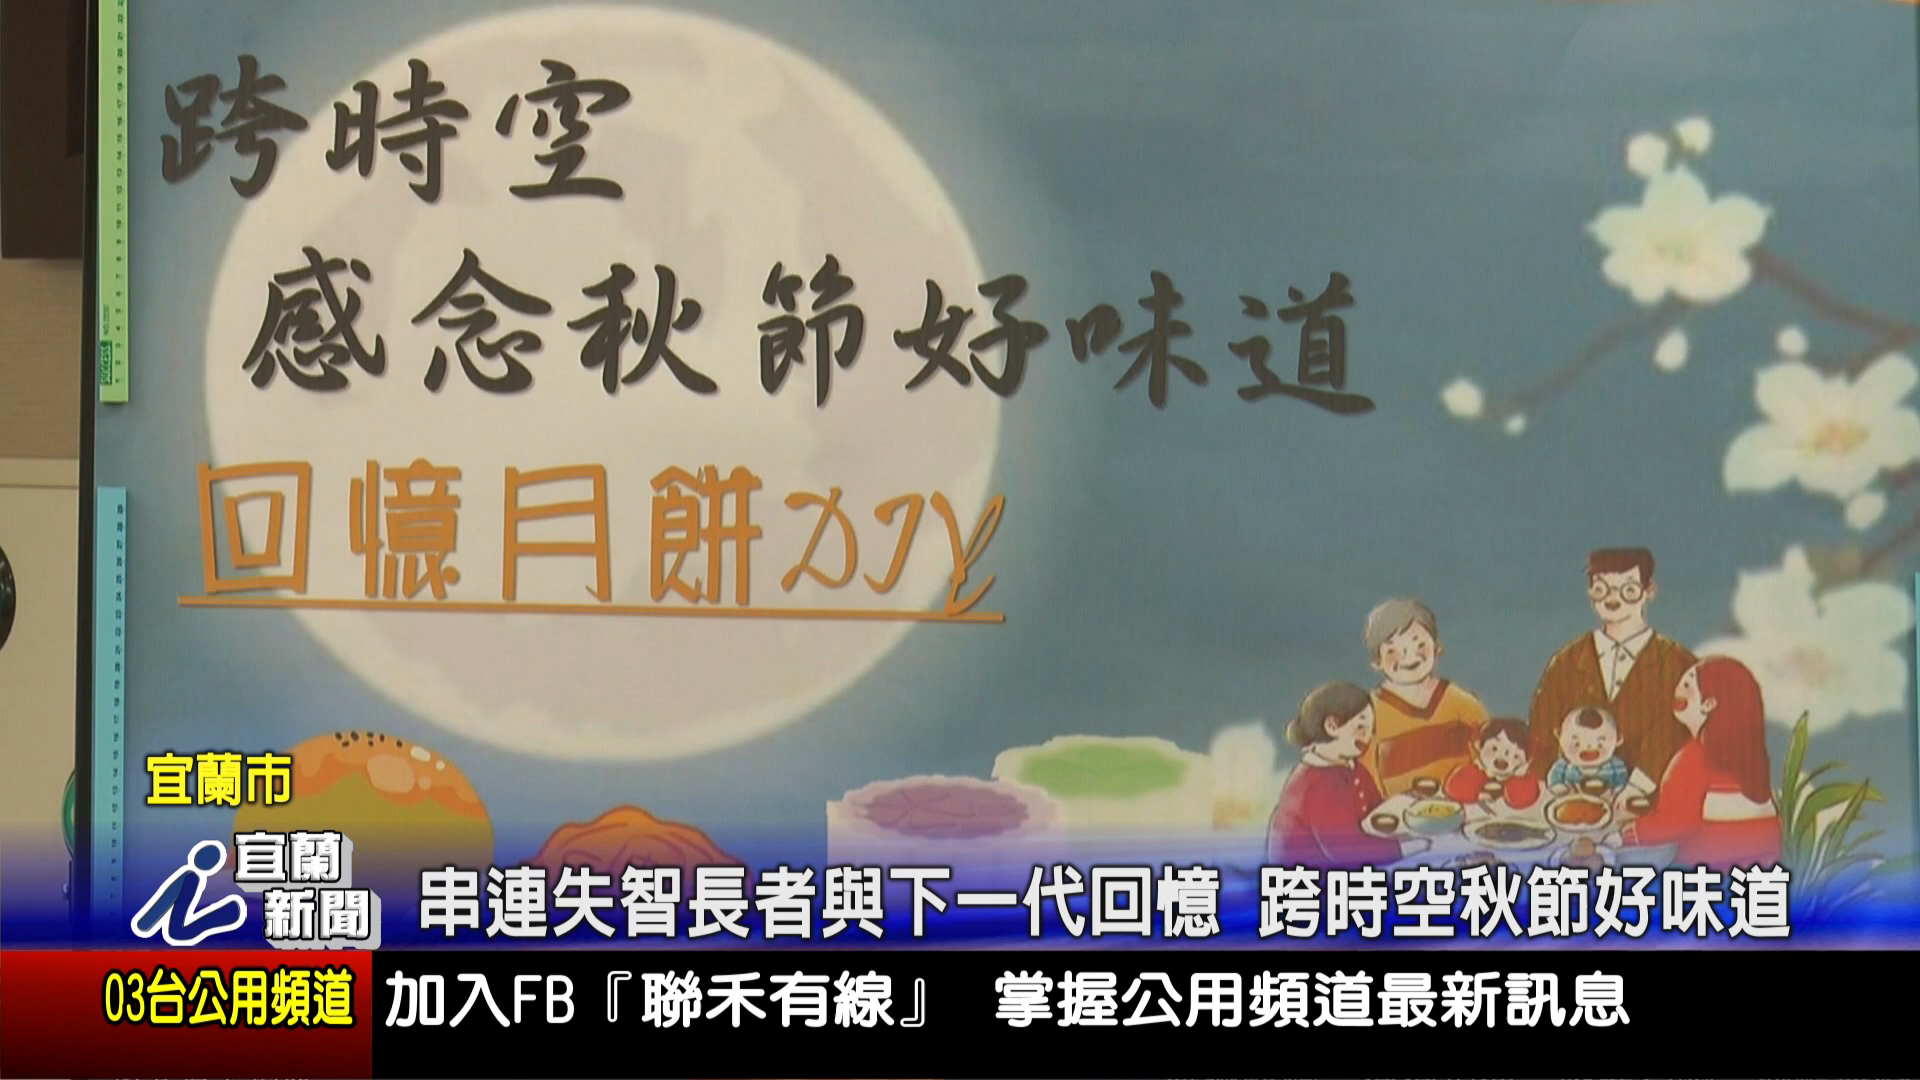 跨時空
感念秋節好味道
回憶月餅DIY
宜蘭市
宜蘭
新聞
串連失智長者與下一代回憶 跨時空秋節好味道
03台公用頻道
加入FB『聯禾有線』 掌握公用頻道最新訊息